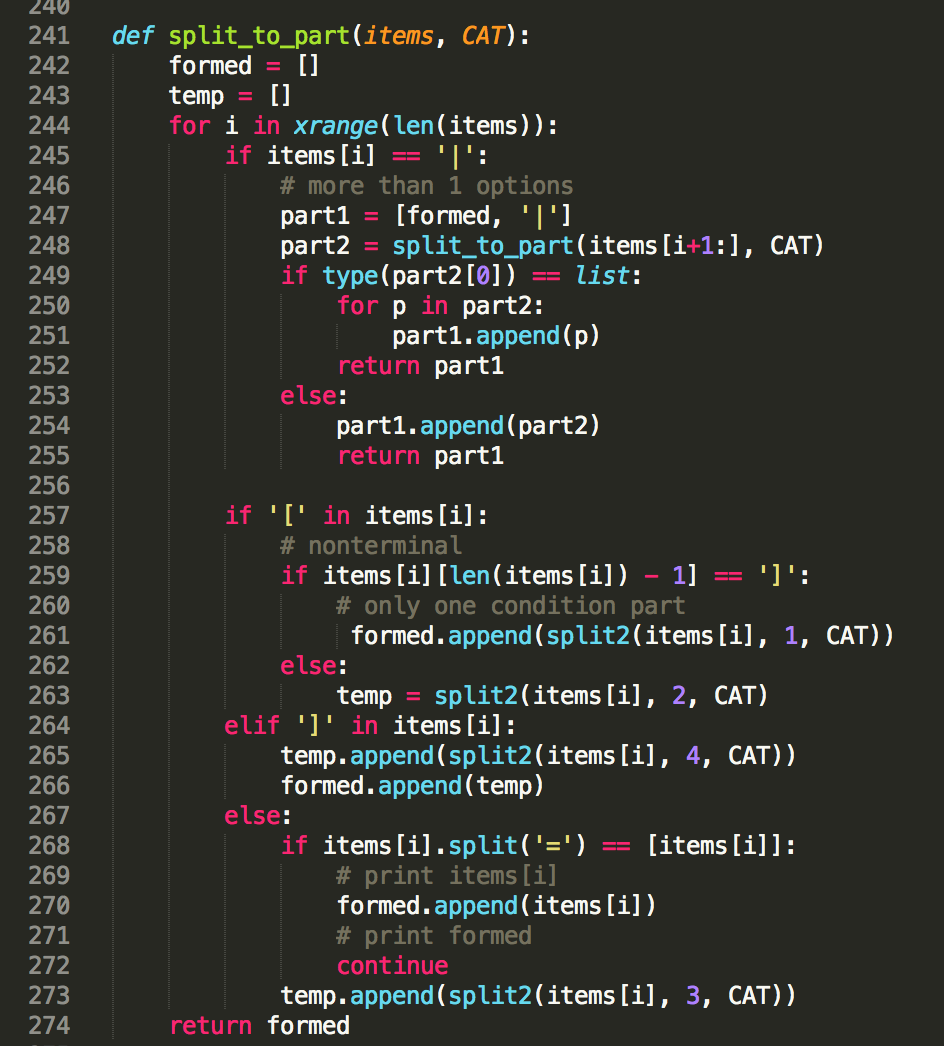 240
241 def split_to_part(items, CAT):
242     formed = []
243     temp = []
244     for i in xrange(len(items)):
245         if items[i] == '|':
246             # more than 1 options
247             part1 = [formed, '|']
248             part2 = split_to_part(items[i+1:], CAT)
249             if type(part2[0]) == list:
250                 for p in part2:
251                     part1.append(p)
252                 return part1
253             else:
254                 part1.append(part2)
255                 return part1
256
257         if '[' in items[i]:
258             # nonterminal
259             if items[i][len(items[i]) - 1] == ']':
260                 # only one condition part
261                  formed.append(split2(items[i], 1, CAT))
262             else:
263                 temp = split2(items[i], 2, CAT)
264         elif ']' in items[i]:
265             temp.append(split2(items[i], 4, CAT))
266             formed.append(temp)
267         else:
268             if items[i].split('=') == [items[i]]:
269                 # print items[i]
270                 formed.append(items[i])
271                 # print formed
272                 continue
273             temp.append(split2(items[i], 3, CAT))
274     return formed